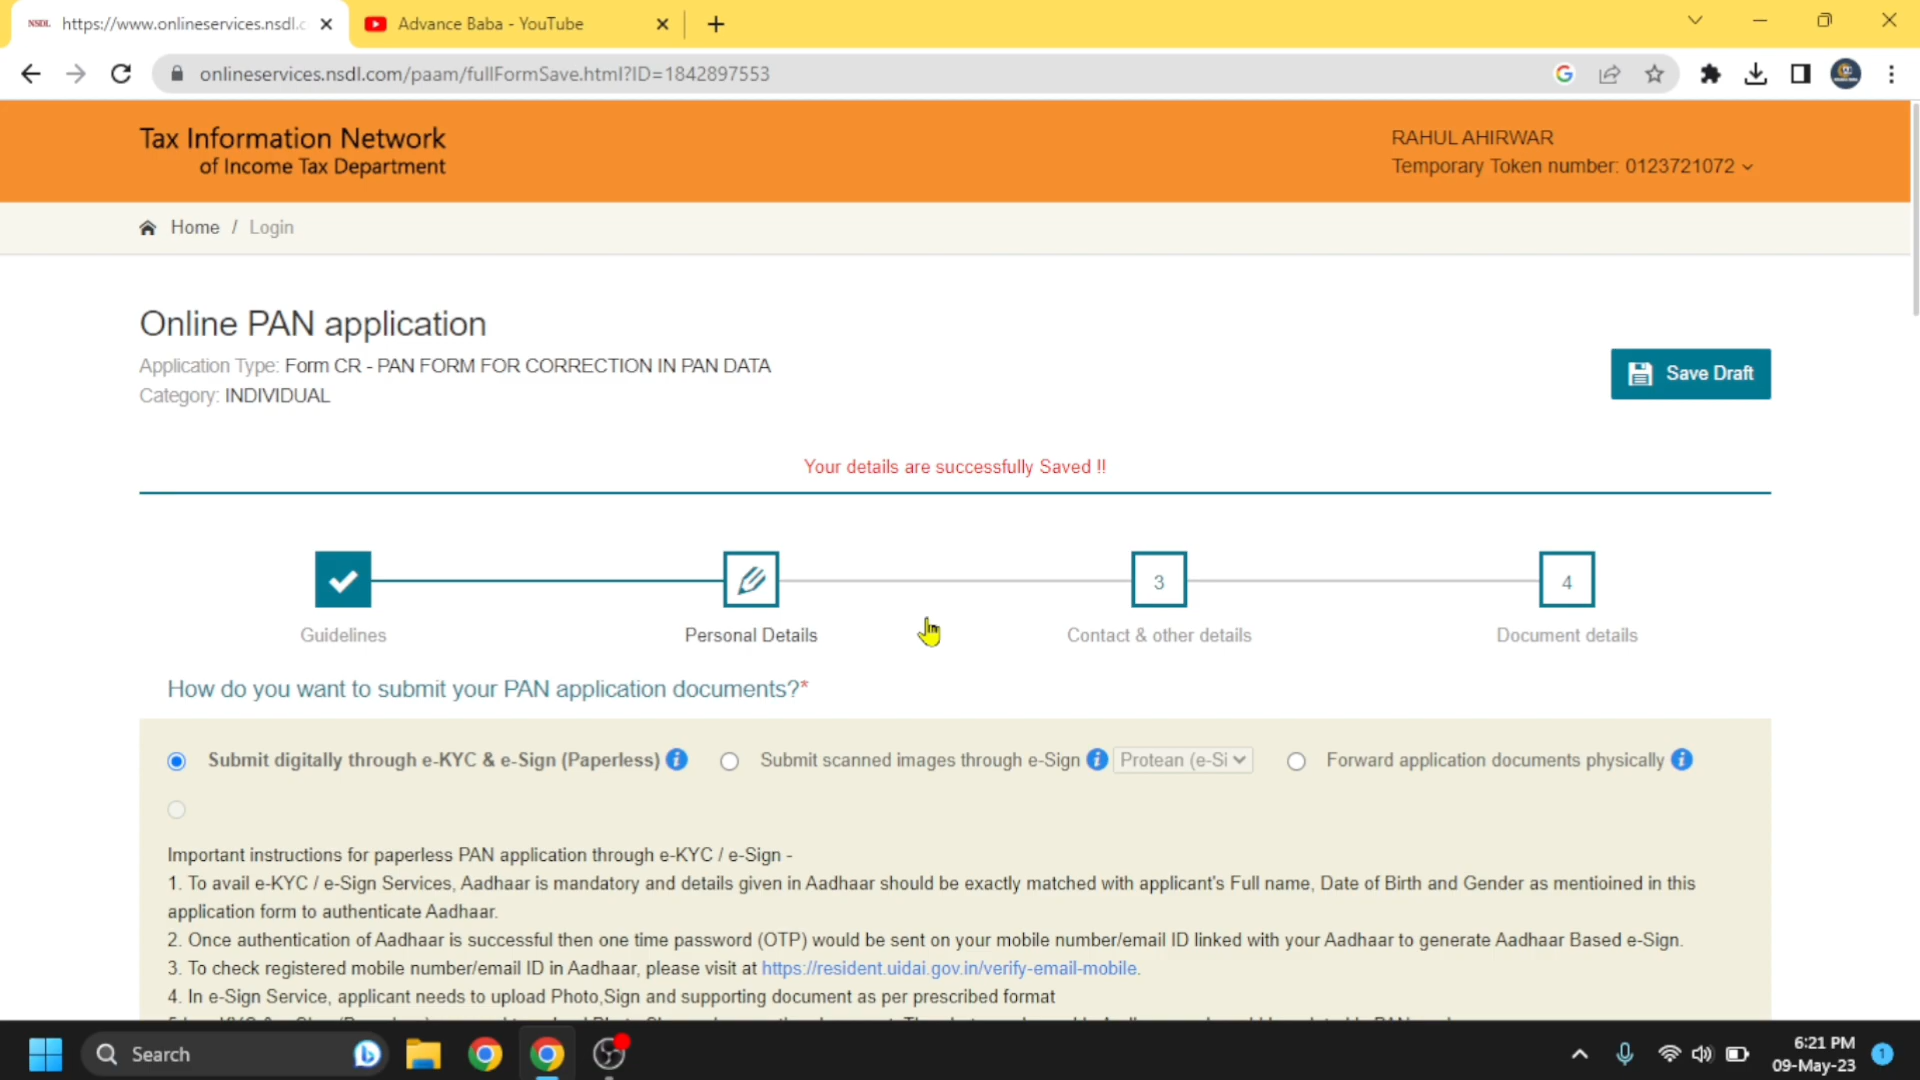 NSDL https://www.onlineservices.nsdl.c
Advance Baba - YouTube
onlineservices.nsdl.com/paam/fullFormSave.html?ID=1842897553
Tax Information Network
of Income Tax Department
RAHUL AHIRWAR
Temporary Token number: 0123721072
Home / Login
Online PAN application
Application Type: Form CR - PAN FORM FOR CORRECTION IN PAN DATA
Category: INDIVIDUAL
Save Draft
Your details are successfully Saved !!
3
4
Guidelines
Personal Details
Contact & other details
Document details
How do you want to submit your PAN application documents?*
Submit digitally through e-KYC & e-Sign (Paperless)
Submit scanned images through e-Sign
Protean (e-Si
Forward application documents physically
Important instructions for paperless PAN application through e-KYC / e-Sign -
1. To avail e-KYC / e-Sign Services, Aadhaar is mandatory and details given in Aadhaar should be exactly matched with applicant's Full name, Date of Birth and Gender as mentioined in this
application form to authenticate Aadhaar.
2. Once authentication of Aadhaar is successful then one time password (OTP) would be sent on your mobile number/email ID linked with your Aadhaar to generate Aadhaar Based e-Sign.
3. To check registered mobile number/email ID in Aadhaar, please visit at https://resident.uidai.gov.in/verify-email-mobile.
4. In e-Sign Service, applicant needs to upload Photo,Sign and supporting document as per prescribed format
Search
6:21 PM
09-May-23
1